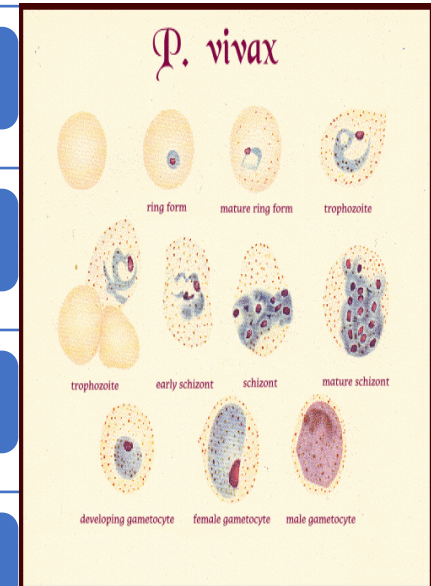 P. vivax
ring form
mature ring form
trophozoite
trophozoite
early schizont
schizont
mature schizont
developing gametocyte
female gametocyte
male gametocyte